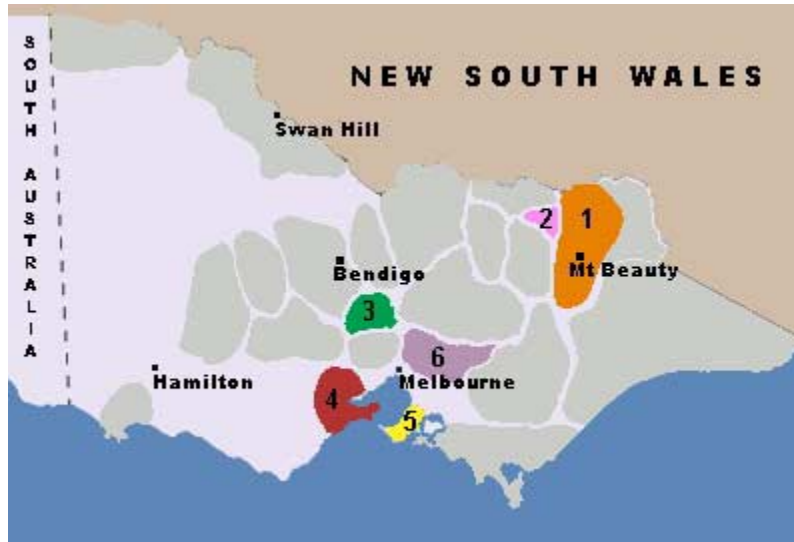 NEW SOUTH WALES
SOUTH AUSTRALIA
Swan Hill
2 1
Mt Beauty
Bendigo
3
6
Hamilton
Melbourne
4
5